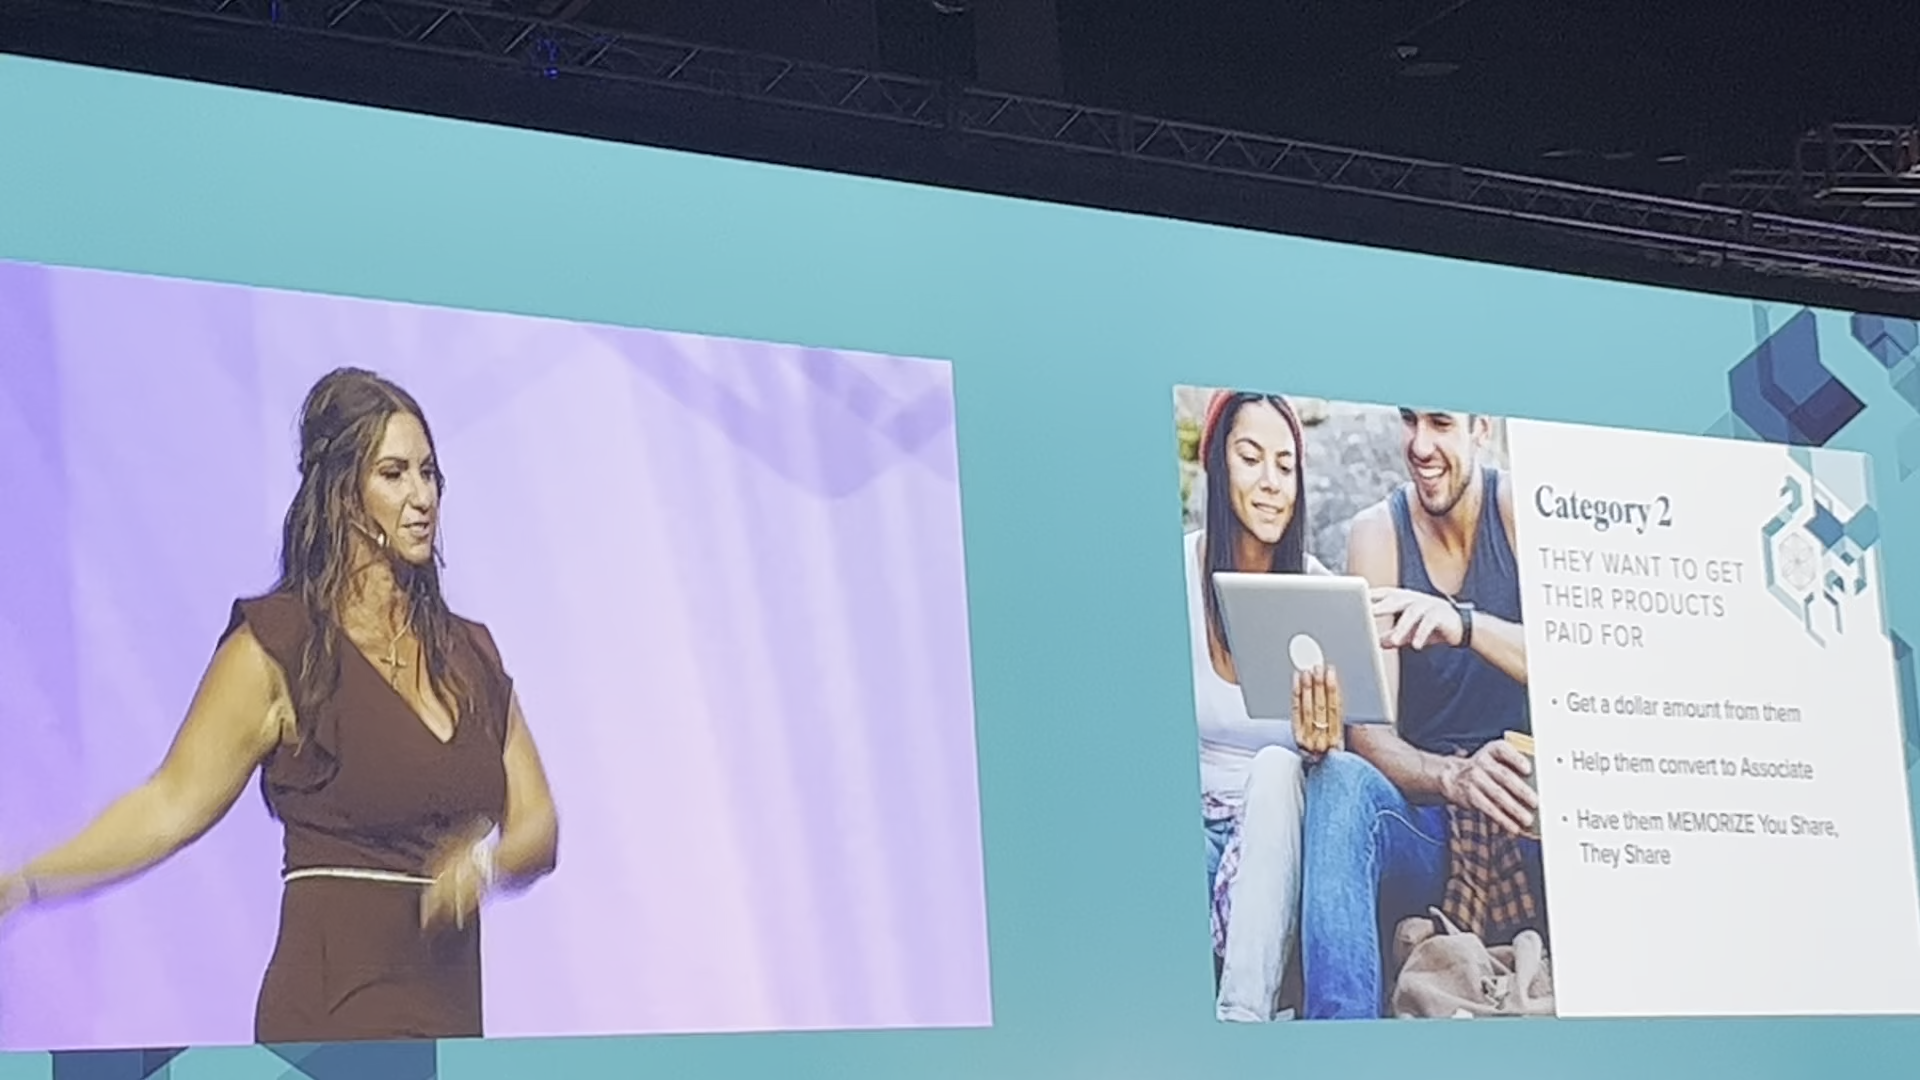 Category 2
THEY WANT TO GET
THEIR PRODUCTS
PAID FOR
• Get a dollar amount from them
• Help them convert to Associate
• Have them MEMORIZE You Share,
They Share